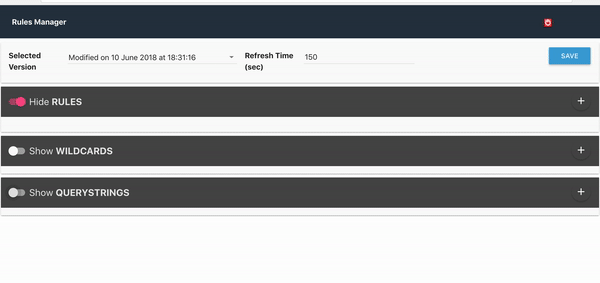 Rules Manager
Selected Version
Modified on 10 June 2018 at 18:31:16
Refresh Time (sec)
150
SAVE
Hide RULES
+
Show WILDCARDS
+
Show QUERYSTRINGS
+